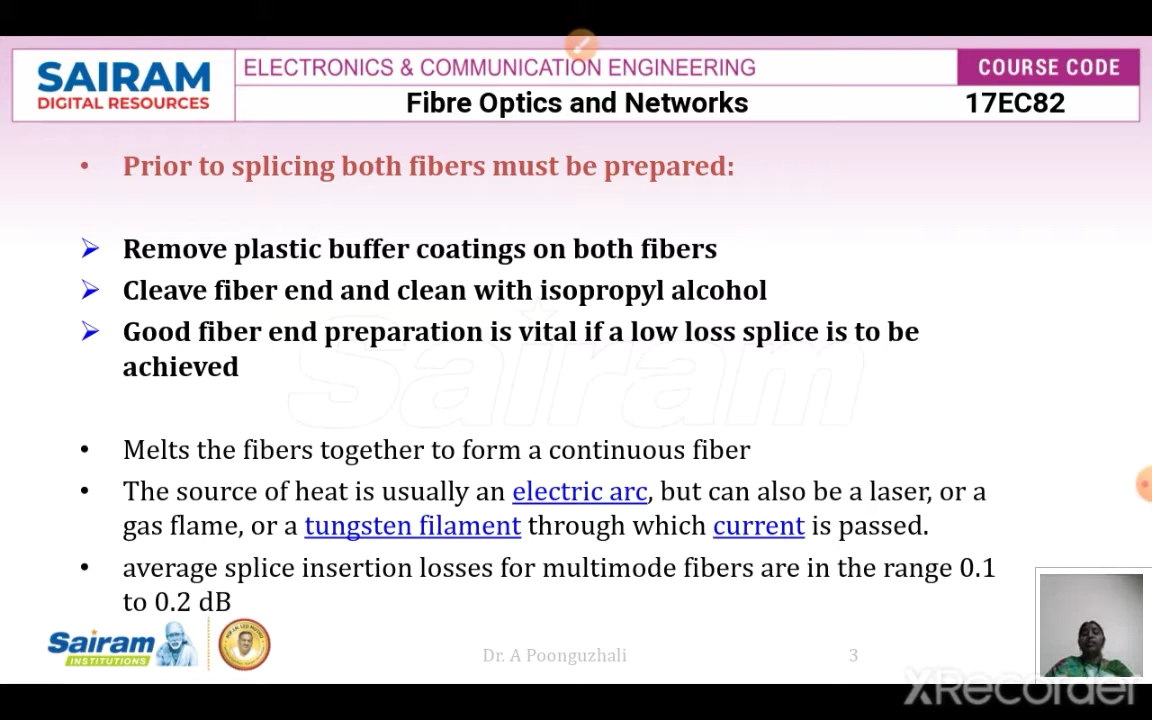 SAIRAM
DIGITAL RESOURCES
ELECTRONICS & COMMUNICATION ENGINEERING
COURSE CODE
Fibre Optics and Networks
17EC82
• Prior to splicing both fibers must be prepared:
➢ Remove plastic buffer coatings on both fibers
➢ Cleave fiber end and clean with isopropyl alcohol
➢ Good fiber end preparation is vital if a low loss splice is to be
achieved
Sairam
• Melts the fibers together to form a continuous fiber
• The source of heat is usually an electric arc, but can also be a laser, or a
gas flame, or a tungsten filament through which current is passed.
• average splice insertion losses for multimode fibers are in the range 0.1
to 0.2 dB
Sairam
INSTITUTIONS
Dr. A Poonguzhali
3
XRecorder